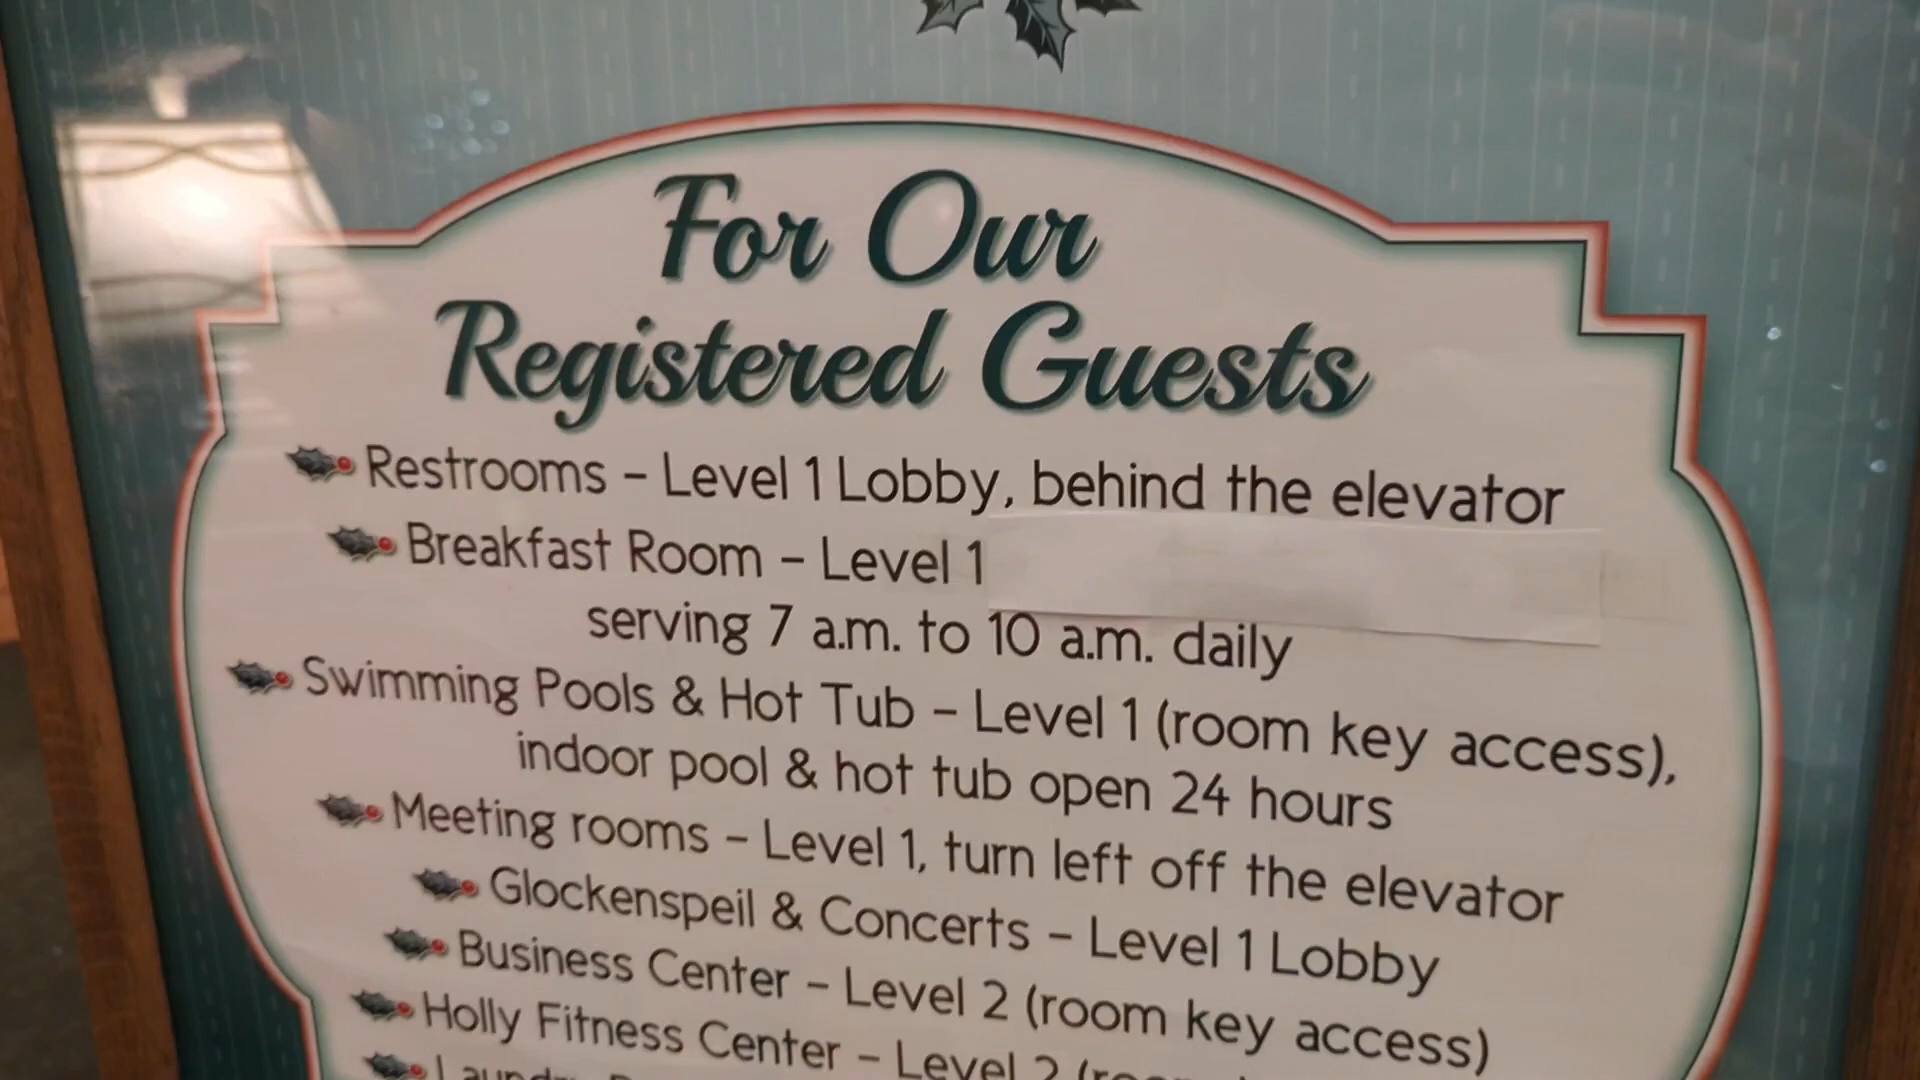 For Our
Registered Guests
Restrooms – Level 1 Lobby, behind the elevator
Breakfast Room – Level 1
serving 7 a.m. to 10 a.m. daily
Swimming Pools & Hot Tub – Level 1 (room key access),
indoor pool & hot tub open 24 hours
Meeting rooms – Level 1, turn left off the elevator
Glockenspeil & Concerts – Level 1 Lobby
Business Center – Level 2 (room key access)
Holly Fitness Center – Level 2